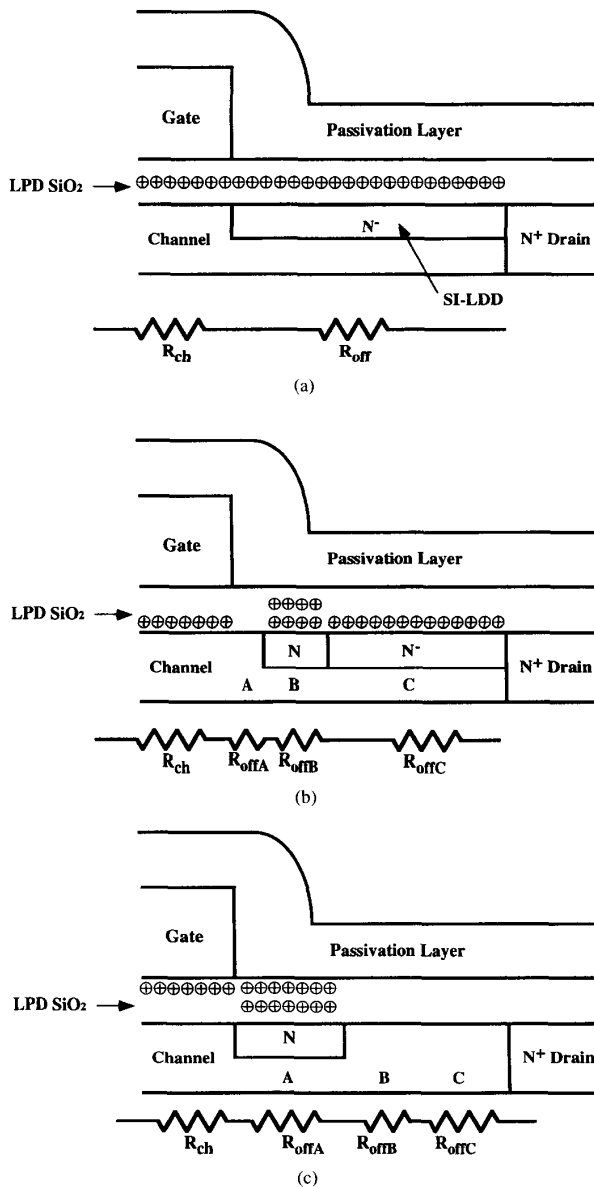 Gate
Passivation Layer
LPD SiO₂
Channel
N⁻
N⁺ Drain
SI-LDD
R_ch R_off
(a)
Gate
Passivation Layer
LPD SiO₂
Channel
N N⁻
N⁺ Drain
A B C
R_ch R_offA R_offB R_offC
(b)
Gate
Passivation Layer
LPD SiO₂
Channel
N
N⁺ Drain
A B C
R_ch R_offA R_offB R_offC
(c)